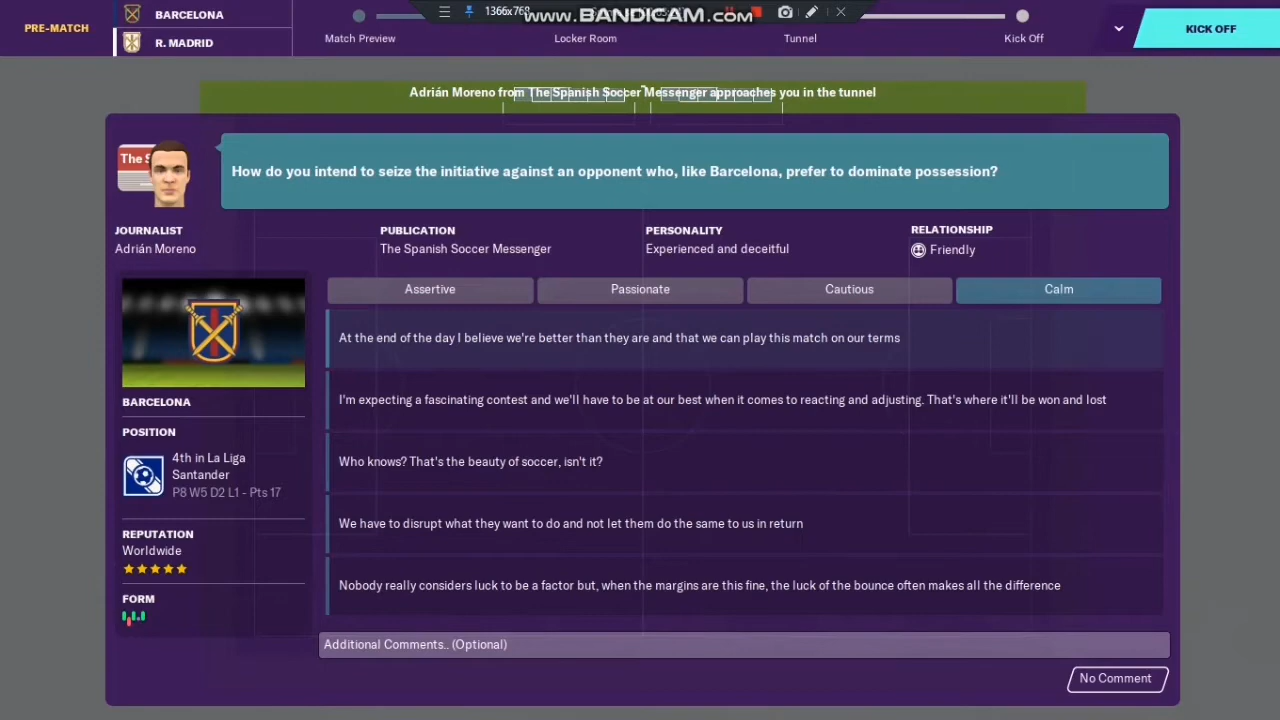 PRE-MATCH
BARCELONA
R. MADRID
1366x768
www.BANDICAM.com
Match Preview
Locker Room
Tunnel
Kick Off
KICK OFF
Adrián Moreno from The Spanish Soccer Messenger approaches you in the tunnel
The S
How do you intend to seize the initiative against an opponent who, like Barcelona, prefer to dominate possession?
JOURNALIST
Adrián Moreno
PUBLICATION
The Spanish Soccer Messenger
PERSONALITY
Experienced and deceitful
RELATIONSHIP
Friendly
Assertive
Passionate
Cautious
Calm
At the end of the day I believe we're better than they are and that we can play this match on our terms
I'm expecting a fascinating contest and we'll have to be at our best when it comes to reacting and adjusting. That's where it'll be won and lost
Who knows? That's the beauty of soccer, isn't it?
We have to disrupt what they want to do and not let them do the same to us in return
Nobody really considers luck to be a factor but, when the margins are this fine, the luck of the bounce often makes all the difference
BARCELONA
POSITION
4th in La Liga
Santander
P8 W5 D2 L1 - Pts 17
REPUTATION
Worldwide
FORM
Additional Comments.. (Optional)
No Comment